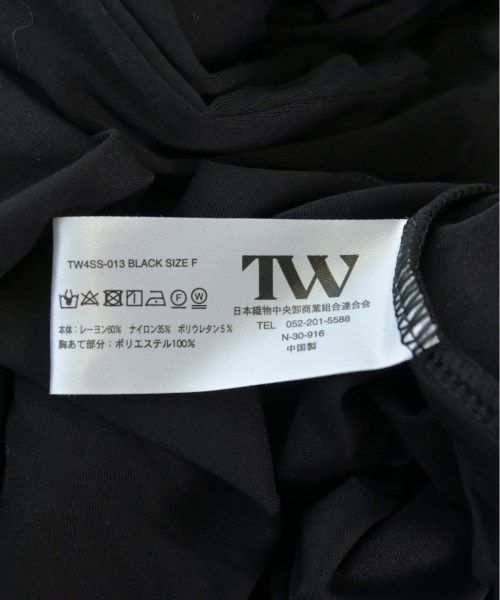 TW4SS-013 BLACK SIZE F
本体：レーヨン60% ナイロン35% ポリウレタン5%
胸あて部分：ポリエステル100%
TW
日本織物中央卸商業組合連合会
TEL 052-201-5588
N-30-916
中国製